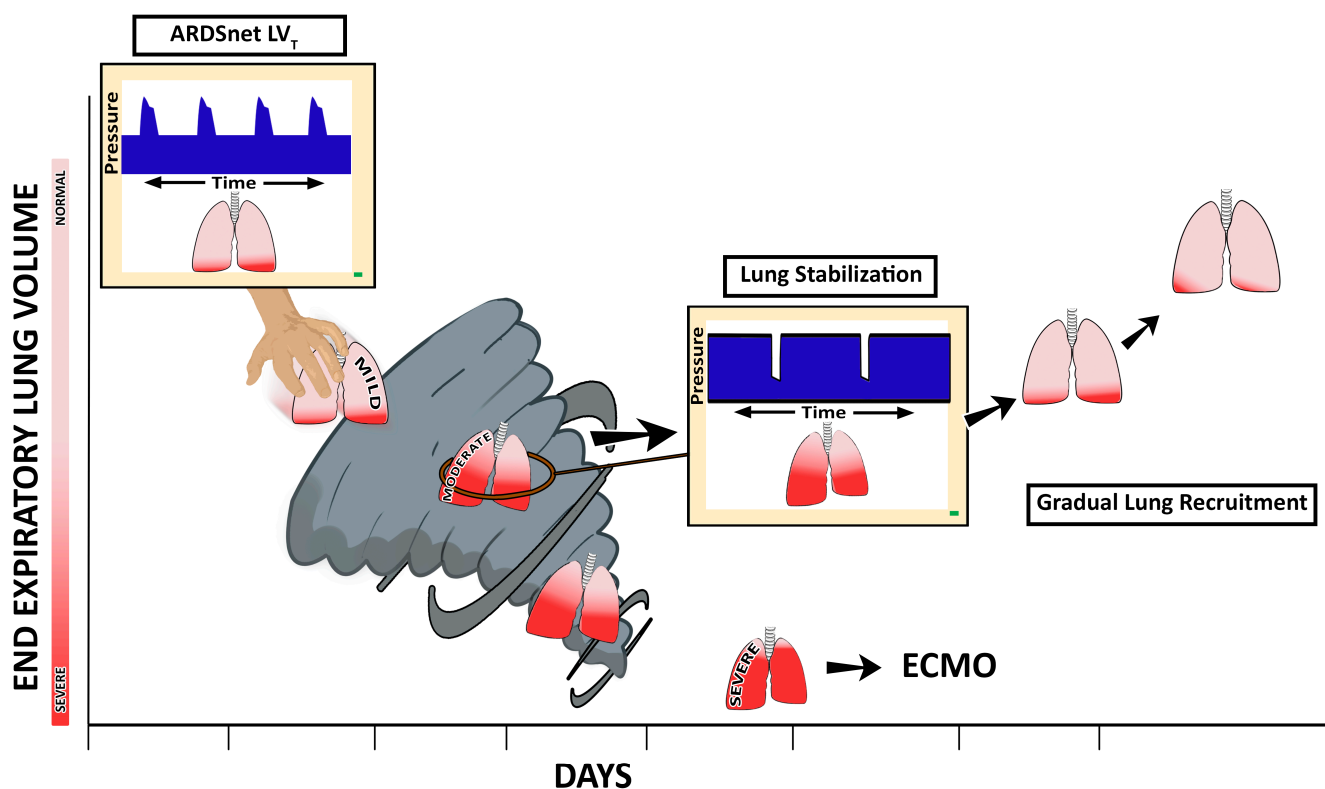 ARDSnet LVT
Pressure
Time
END EXPIRATORY LUNG VOLUME
NORMAL
SEVERE
MILD
MODERATE
Lung Stabilization
Pressure
Time
Gradual Lung Recruitment
SEVERE
ECMO
DAYS